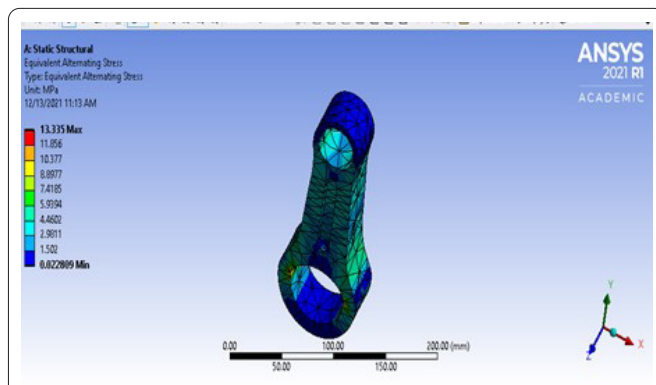 A: Static Structural
Equivalent Alternating Stress
Type: Equivalent Alternating Stress
Unit: MPa
12/13/2021 11:13 AM
13.335 Max
11.856
10.377
8.8977
7.4185
5.9394
4.4602
2.9811
1.502
0.022809 Min
ANSYS
2021 R1
ACADEMIC
Y
X
Z
0.00 100.00 200.00 (mm)
50.00 150.00